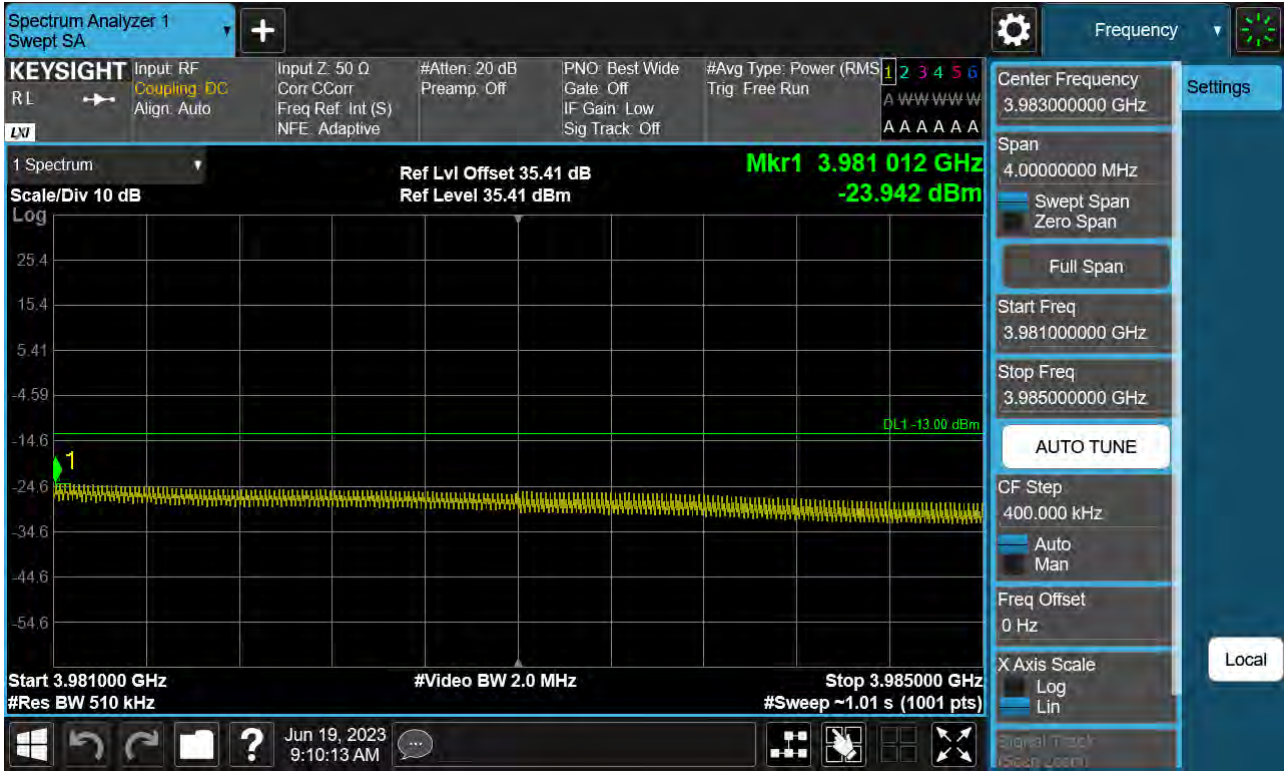 Spectrum Analyzer 1
Swept SA
Frequency
KEYSIGHT
R L
LXI
Input: RF
Coupling: DC
Align: Auto
Input Z: 50 Ω
Corr CCorr
Freq Ref: Int (S)
NFE: Adaptive
#Atten: 20 dB
Preamp: Off
PNO: Best Wide
Gate: Off
IF Gain: Low
Sig Track: Off
#Avg Type: Power (RMS
Trig: Free Run
1 2 3 4 5 6
A W W W W W
A A A A A A
1 Spectrum
Scale/Div 10 dB
Log
Ref Lvl Offset 35.41 dB
Ref Level 35.41 dBm
Mkr1 3.981 012 GHz
-23.942 dBm
25.4
15.4
5.41
-4.59
-14.6
-24.6
-34.6
-44.6
-54.6
DL1 -13.00 dBm
1
Start 3.981000 GHz
#Res BW 510 kHz
#Video BW 2.0 MHz
Stop 3.985000 GHz
#Sweep ~1.01 s (1001 pts)
Center Frequency
3.983000000 GHz
Settings
Span
4.00000000 MHz
Swept Span
Zero Span
Full Span
Start Freq
3.981000000 GHz
Stop Freq
3.985000000 GHz
AUTO TUNE
CF Step
400.000 kHz
Auto
Man
Freq Offset
0 Hz
X Axis Scale
Log
Lin
Local
Signal Track
(Span Zoom)
?
Jun 19, 2023
9:10:13 AM